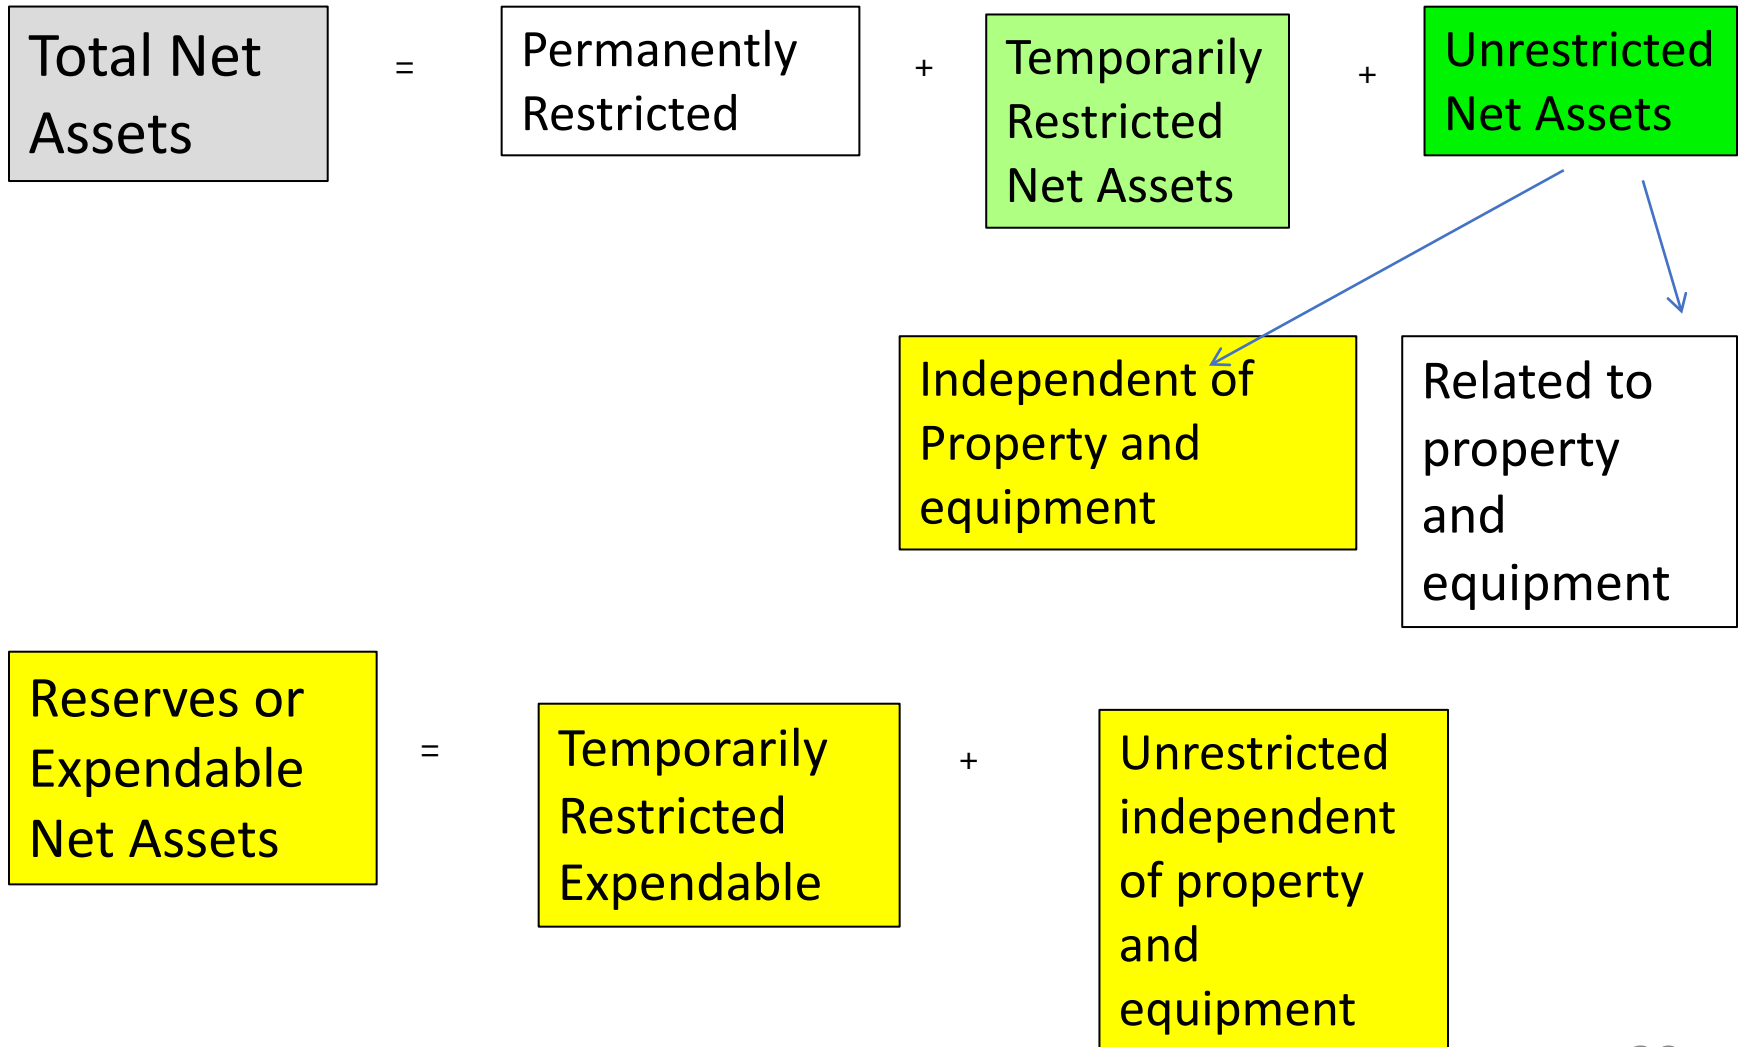 Total Net
Assets
=
Permanently
Restricted
+
Temporarily
Restricted
Net Assets
+
Unrestricted
Net Assets
Independent of
Property and
equipment
Related to
property
and
equipment
Reserves or
Expendable
Net Assets
=
Temporarily
Restricted
Expendable
+
Unrestricted
independent
of property
and
equipment